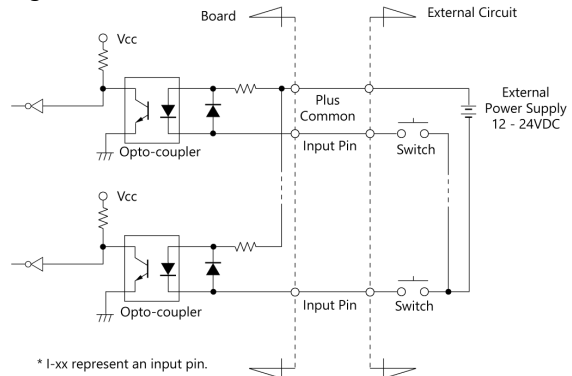 Board
External Circuit
Vcc
Plus
Common
External
Power Supply
12 - 24VDC
Opto-coupler
Input Pin
Switch
Vcc
Opto-coupler
Input Pin
Switch
* I-xx represent an input pin.